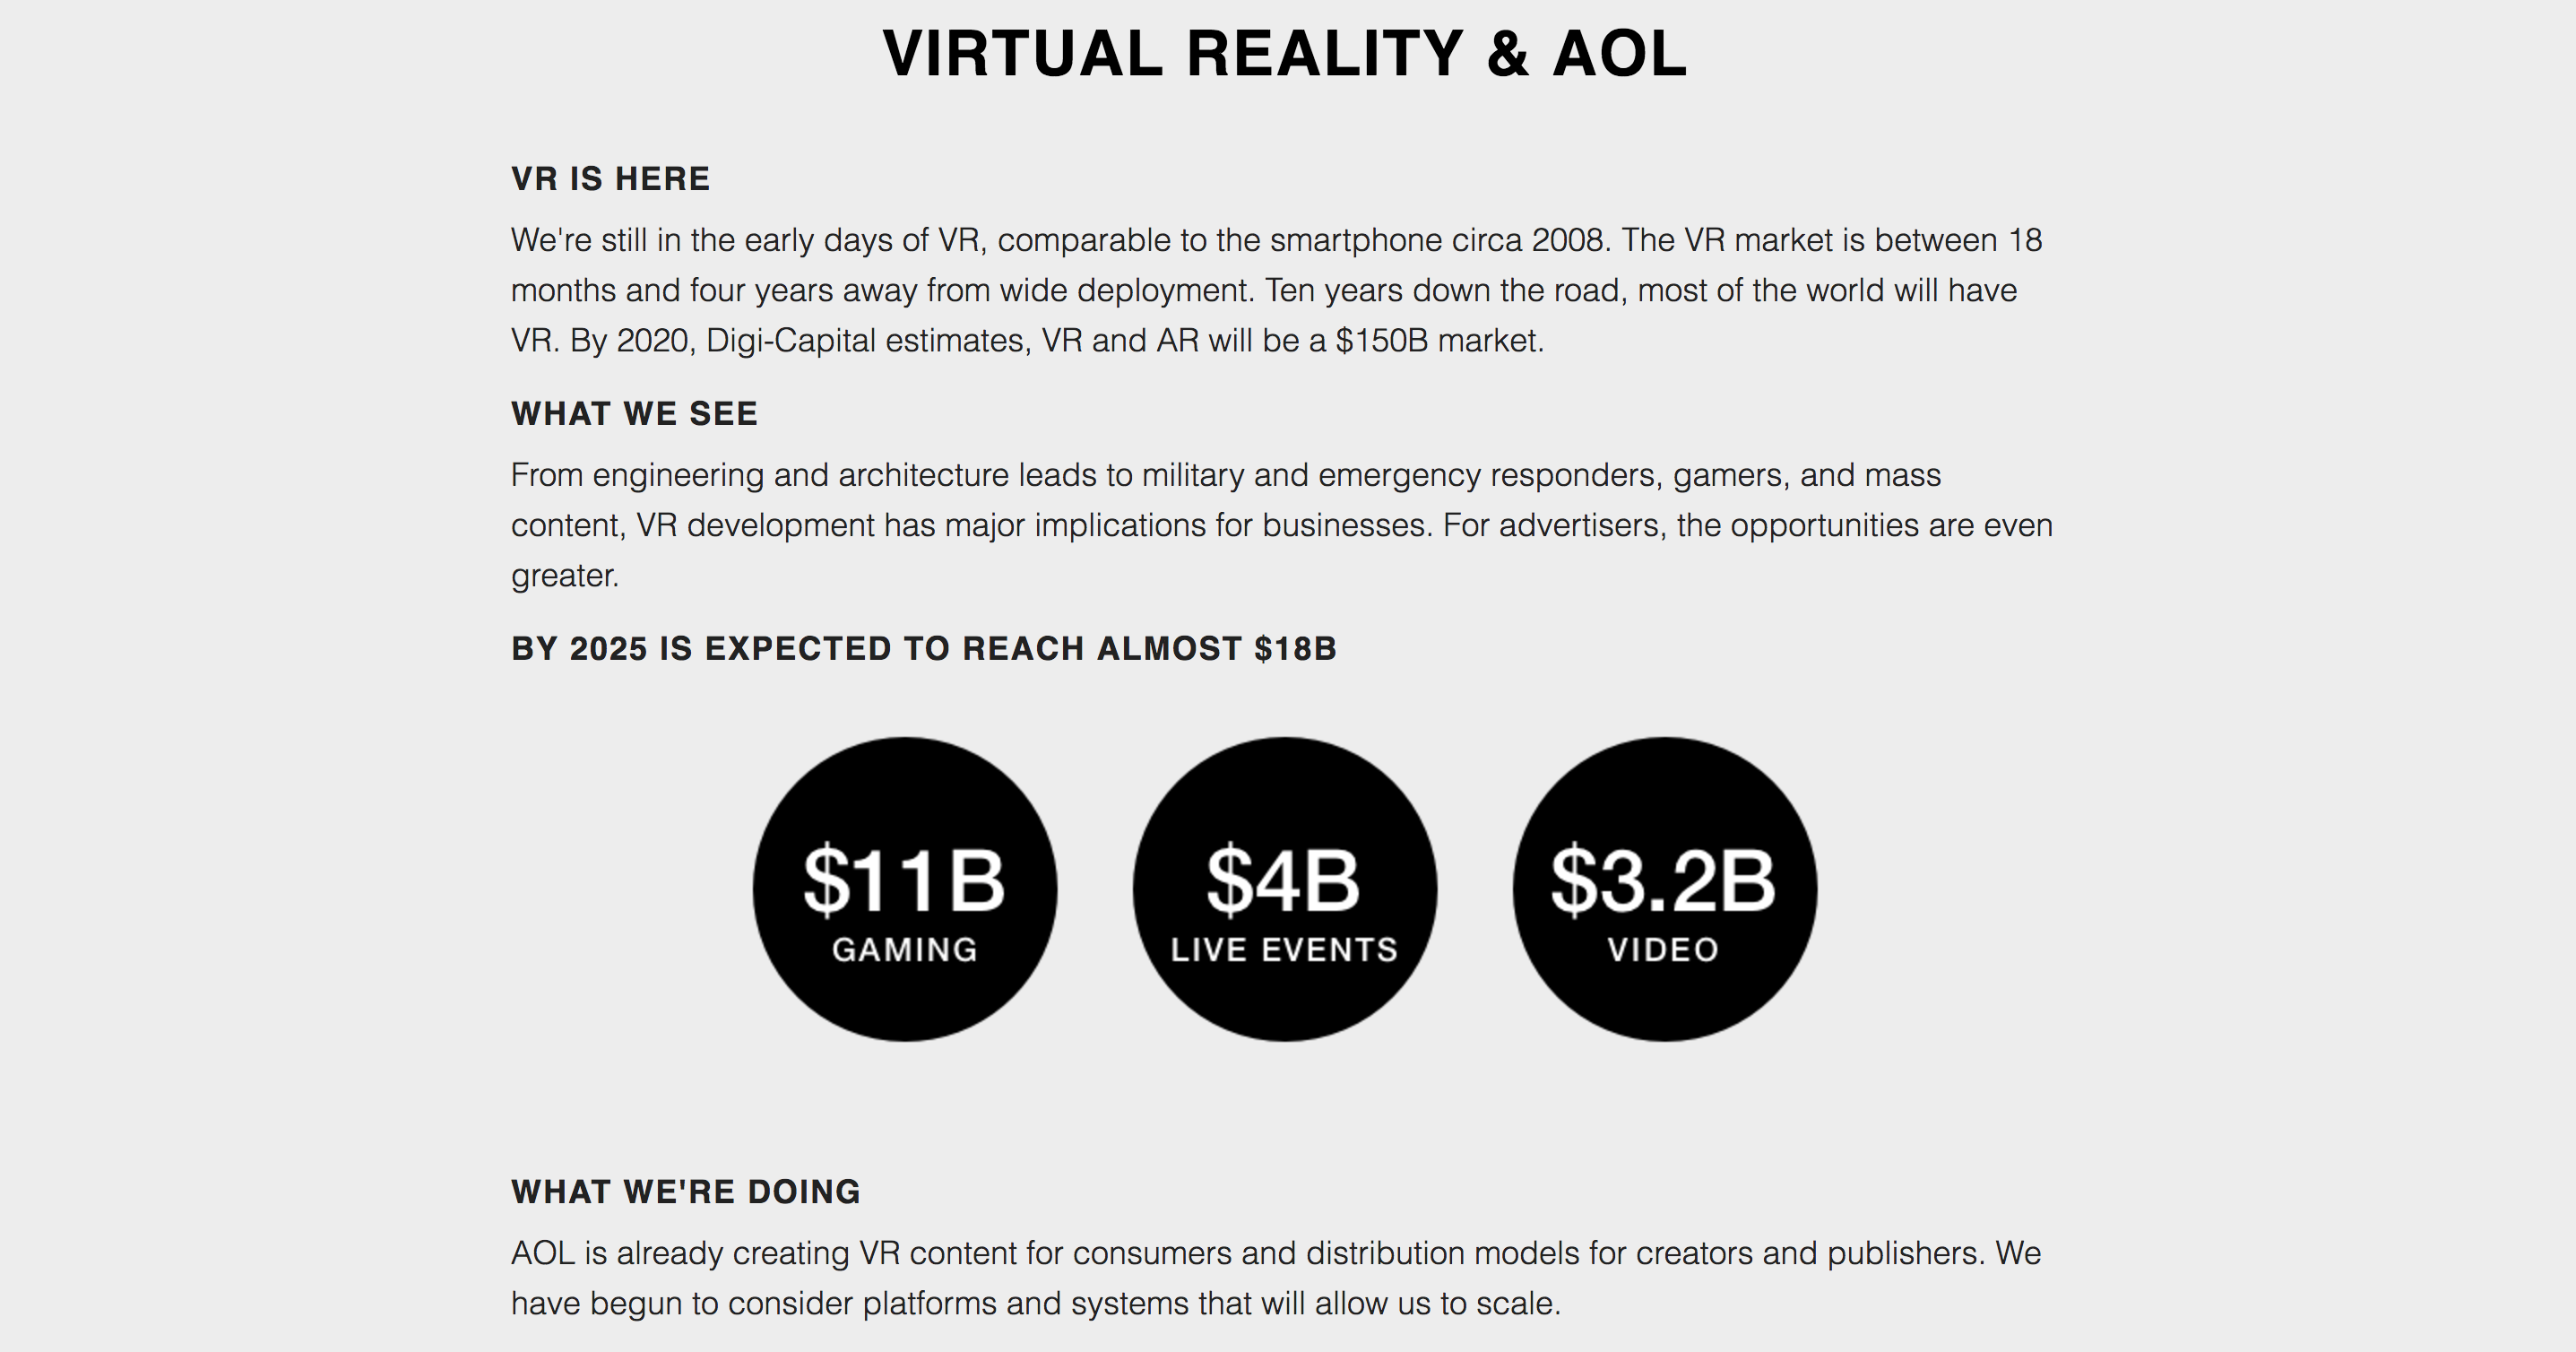 VIRTUAL REALITY & AOL
VR IS HERE
We're still in the early days of VR, comparable to the smartphone circa 2008. The VR market is between 18
months and four years away from wide deployment. Ten years down the road, most of the world will have
VR. By 2020, Digi-Capital estimates, VR and AR will be a $150B market.
WHAT WE SEE
From engineering and architecture leads to military and emergency responders, gamers, and mass
content, VR development has major implications for businesses. For advertisers, the opportunities are even
greater.
BY 2025 IS EXPECTED TO REACH ALMOST $18B
$11B
GAMING
$4B
LIVE EVENTS
$3.2B
VIDEO
WHAT WE'RE DOING
AOL is already creating VR content for consumers and distribution models for creators and publishers. We
have begun to consider platforms and systems that will allow us to scale.